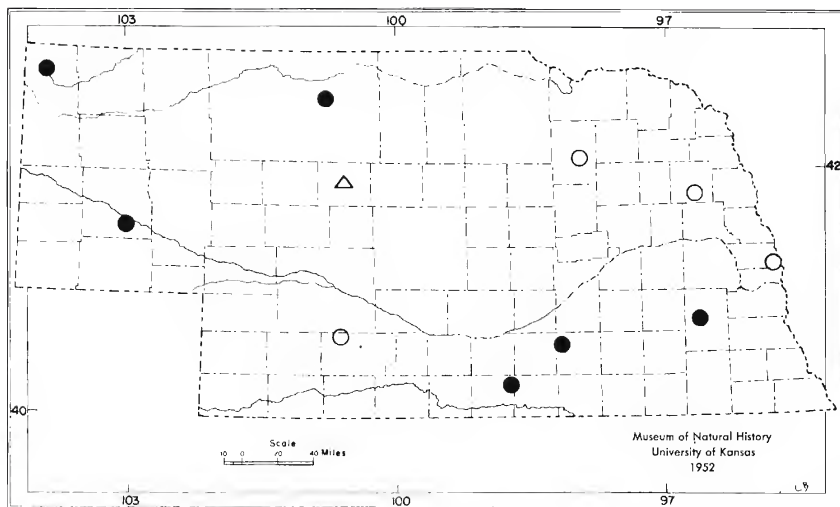 103 100 97
42
40
Scale
10 0 20 40 Miles
Museum of Natural History
University of Kansas
1952
LB
103 100 97